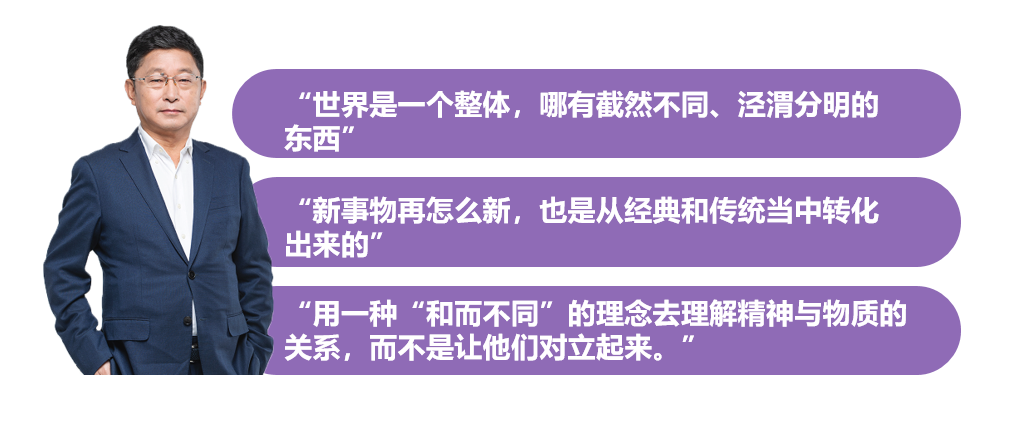 “世界是一个整体，哪有截然不同、泾渭分明的
东西”
“新事物再怎么新，也是从经典和传统当中转化
出来的”
“用一种“和而不同”的理念去理解精神与物质的
关系，而不是让他们对立起来。”